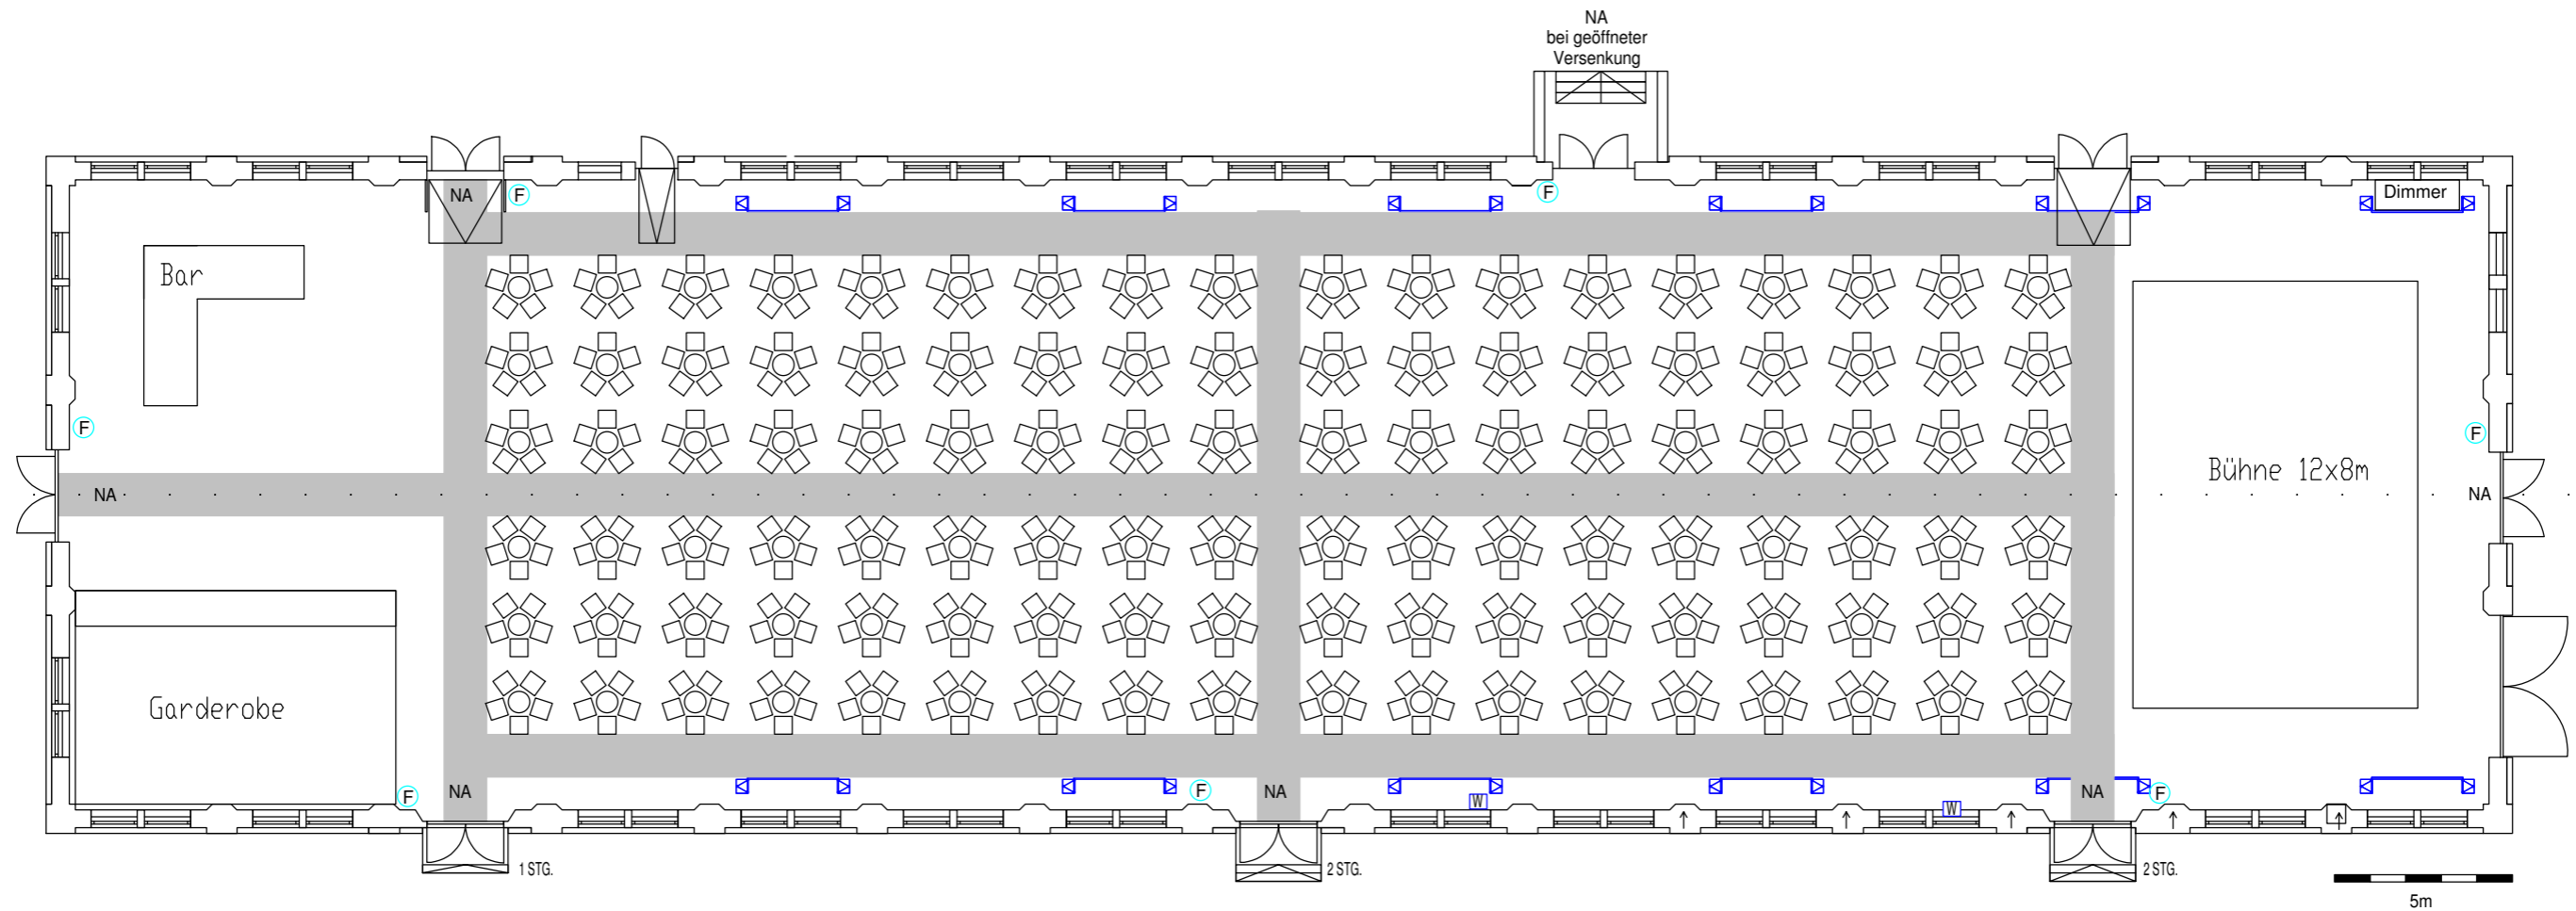 NA
bei geöffneter
Versenkung
NA
F
F
Dimmer
Bar
F
F
Bühne 12x8m
NA
NA
Garderobe
F
NA
F
NA
W
W
NA
F
1 STG.
2 STG.
2 STG.
5m